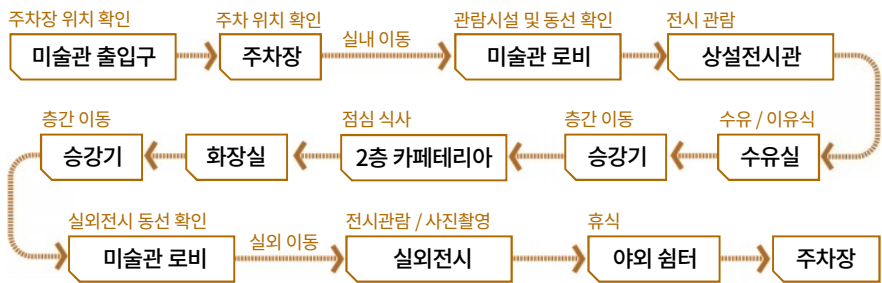 주차장 위치 확인
미술관 출입구
주차 위치 확인
주차장
실내 이동
관람시설 및 동선 확인
미술관 로비
전시 관람
상설전시관
수유 / 이유식
수유실
층간 이동
승강기
점심 식사
2층 카페테리아
화장실
층간 이동
승강기
실외전시 동선 확인
미술관 로비
실외 이동
전시관람 / 사진촬영
실외전시
휴식
야외 쉼터
주차장